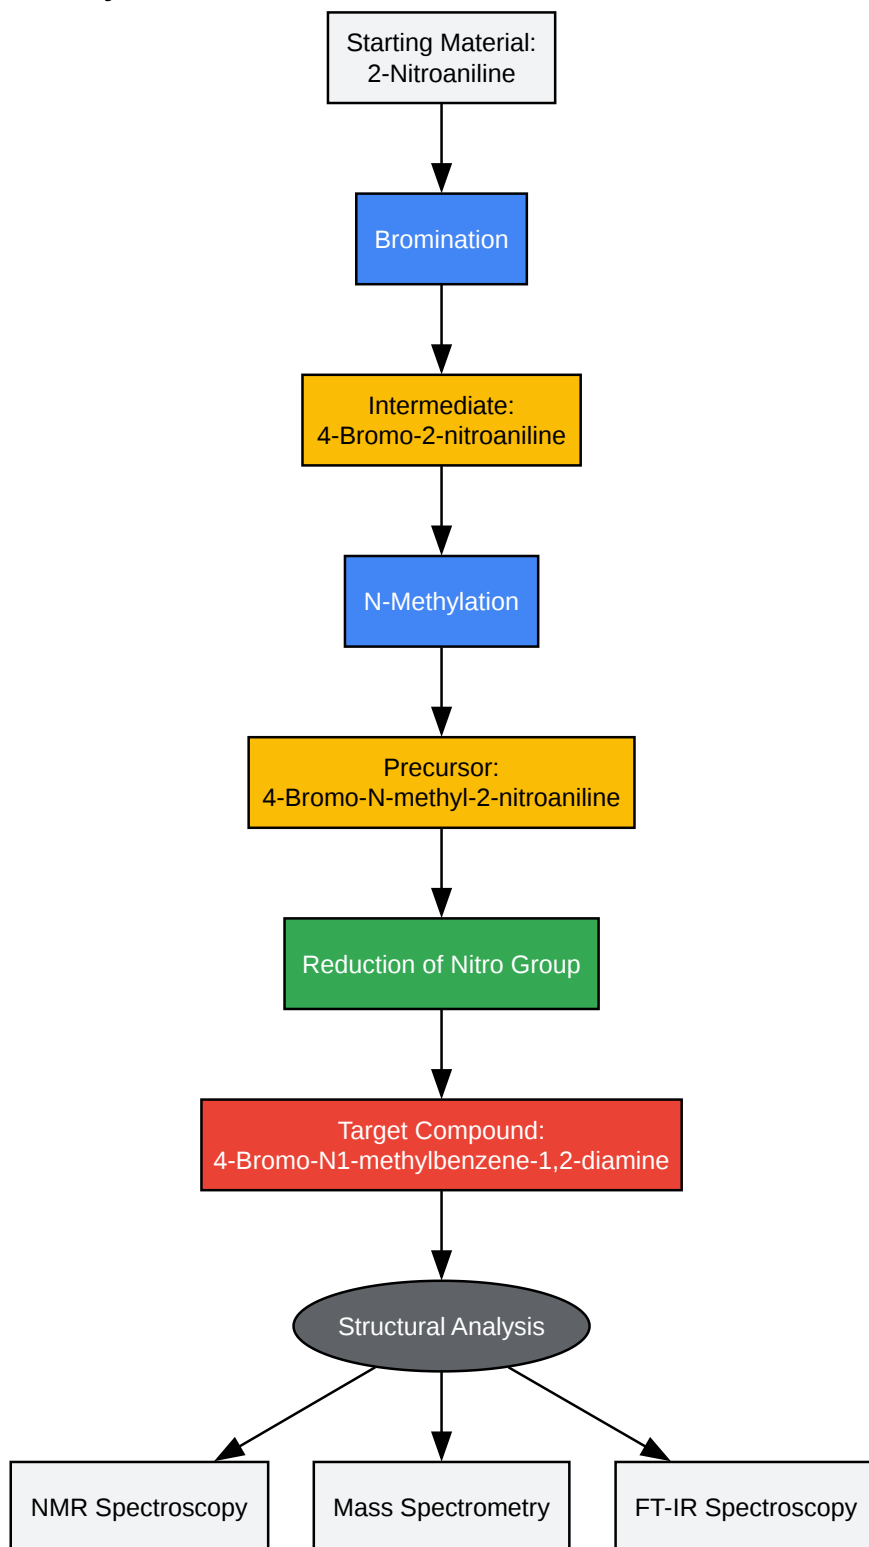 Starting Material:
2-Nitroaniline
Bromination
Intermediate:
4-Bromo-2-nitroaniline
N-Methylation
Precursor:
4-Bromo-N-methyl-2-nitroaniline
Reduction of Nitro Group
Target Compound:
4-Bromo-N1-methylbenzene-1,2-diamine
Structural Analysis
NMR Spectroscopy
Mass Spectrometry
FT-IR Spectroscopy